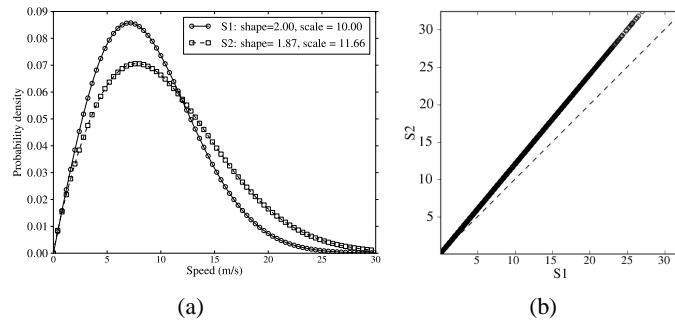 0.09
0.08
0.07
0.06
0.05
0.04
0.03
0.02
0.01
0.00
Probability density
S1: shape=2.00, scale = 10.00
S2: shape= 1.87, scale = 11.66
0 5 10 15 20 25 30
Speed (m/s)
(a)
30
25
20
15
10
5
S2
5 10 15 20 25 30
S1
(b)